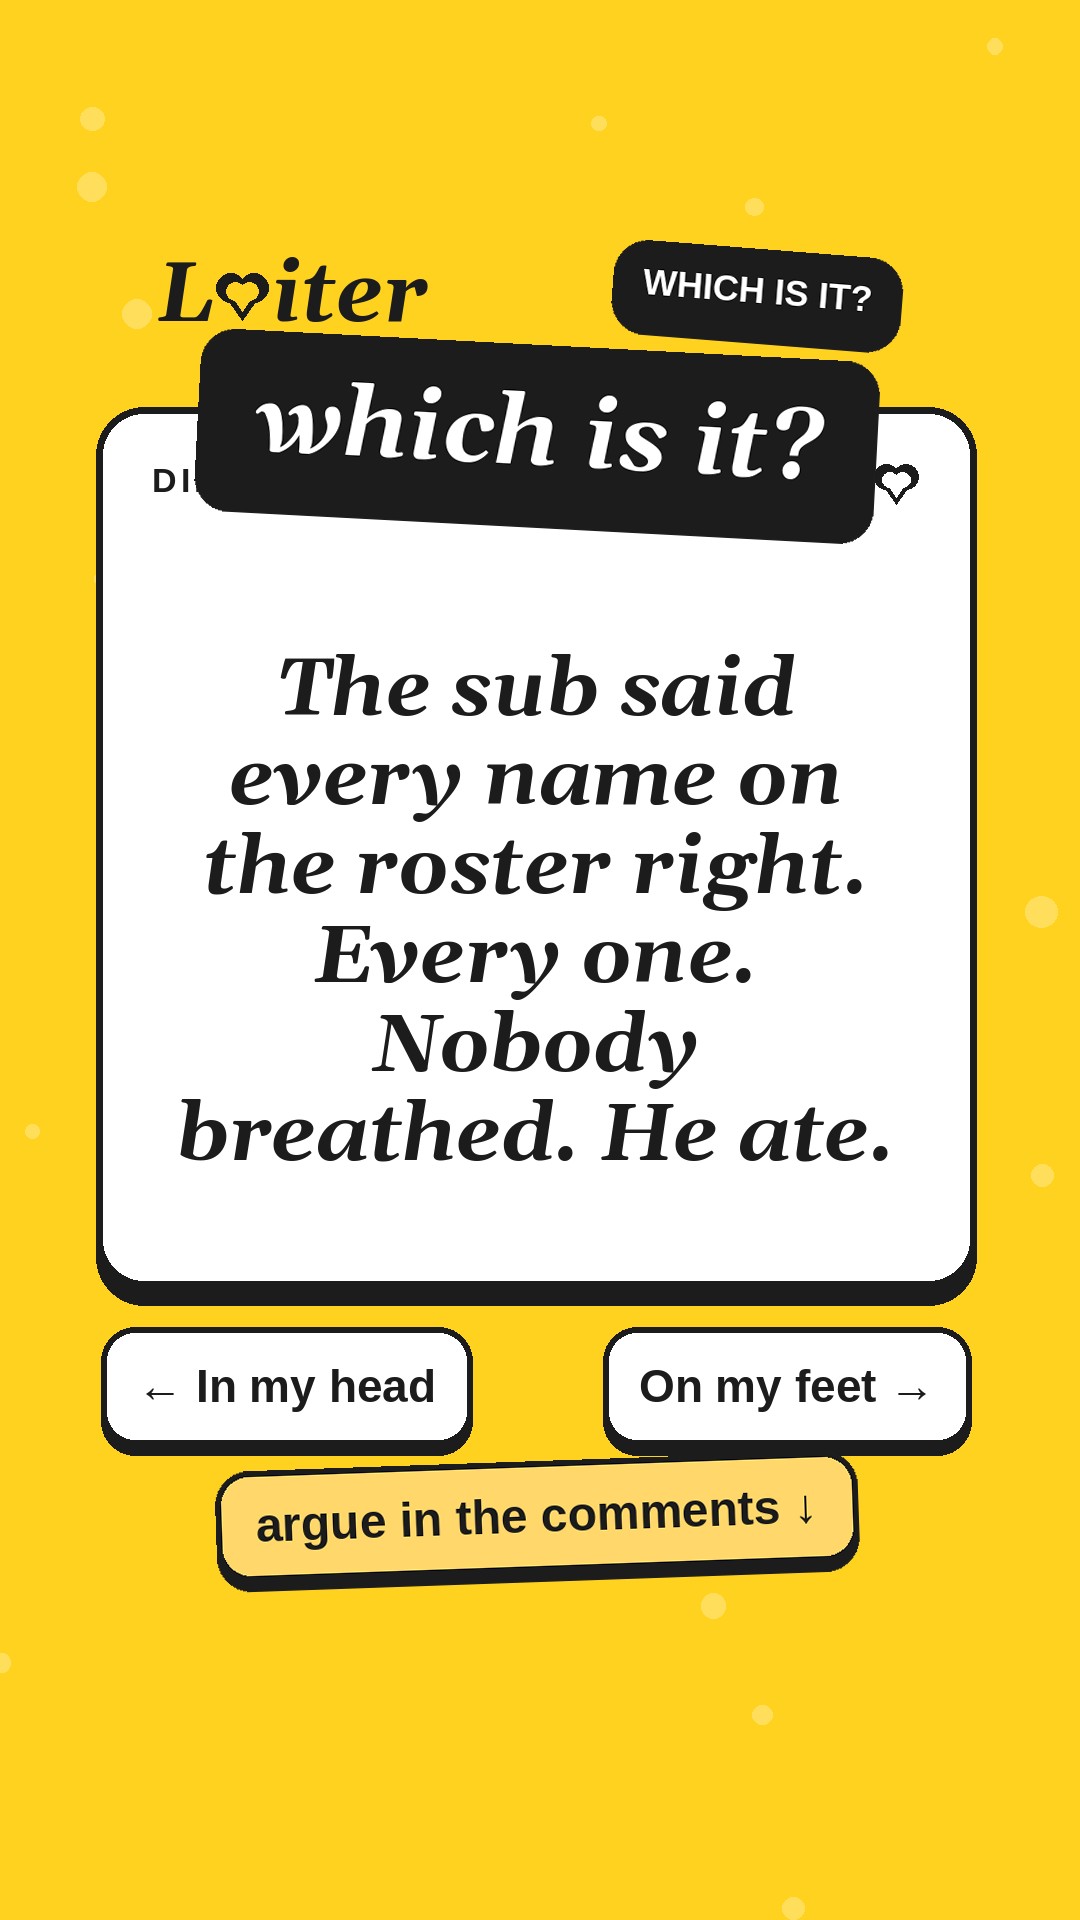 L♡iter
WHICH IS IT?
which is it?
The sub said
every name on
the roster right.
Every one.
Nobody
breathed. He ate.
← In my head
On my feet →
argue in the comments ↓